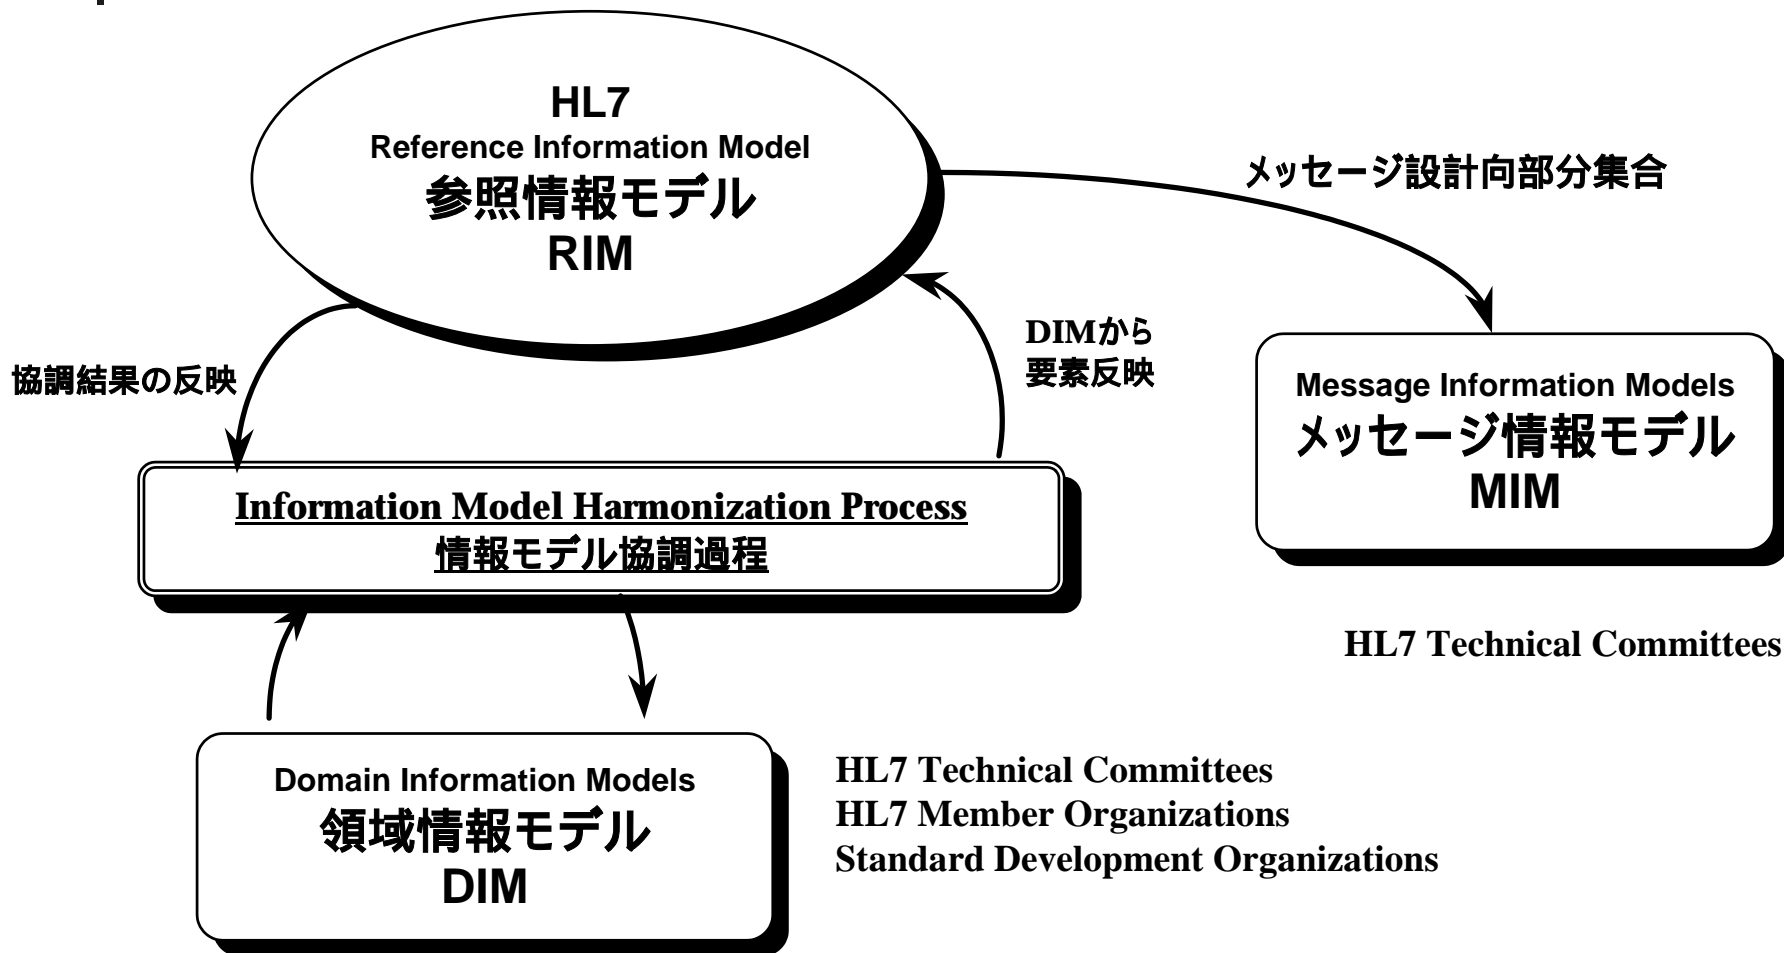 HL7
Reference Information Model
参照情報モデル
RIM
メッセージ設計向部分集合
協調結果の反映
DIMから
要素反映
Message Information Models
メッセージ情報モデル
MIM
Information Model Harmonization Process
情報モデル協調過程
HL7 Technical Committees
Domain Information Models
領域情報モデル
DIM
HL7 Technical Committees
HL7 Member Organizations
Standard Development Organizations